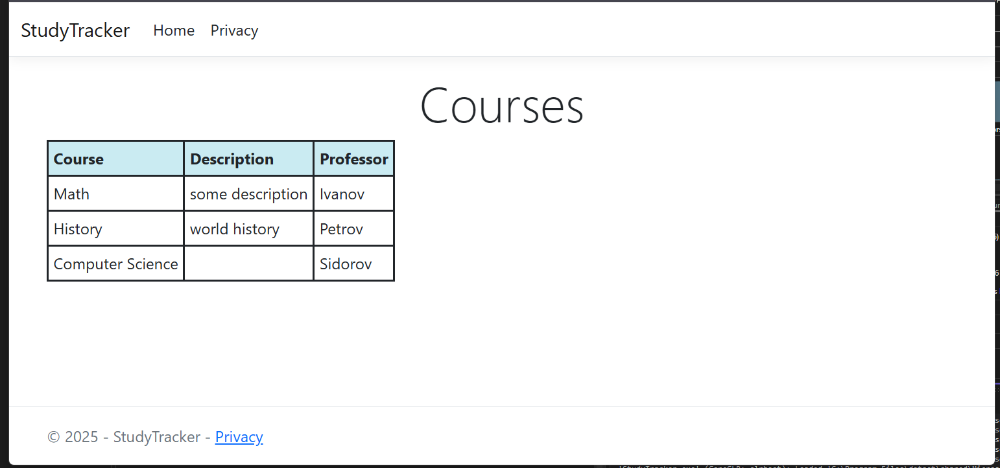 StudyTracker Home Privacy
Courses
Course Description Professor
Math some description Ivanov
History world history Petrov
Computer Science Sidorov
© 2025 - StudyTracker - Privacy